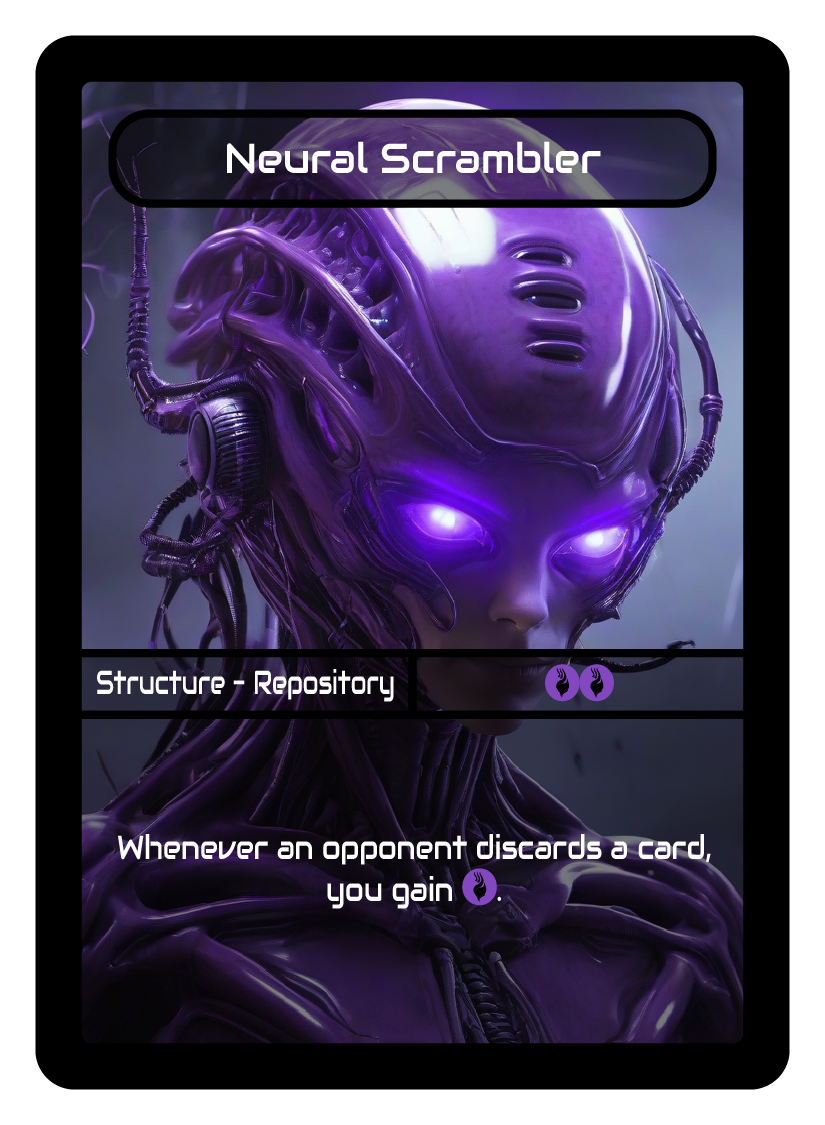 Neural Scrambler
Structure - Repository
Whenever an opponent discards a card,
you gain .